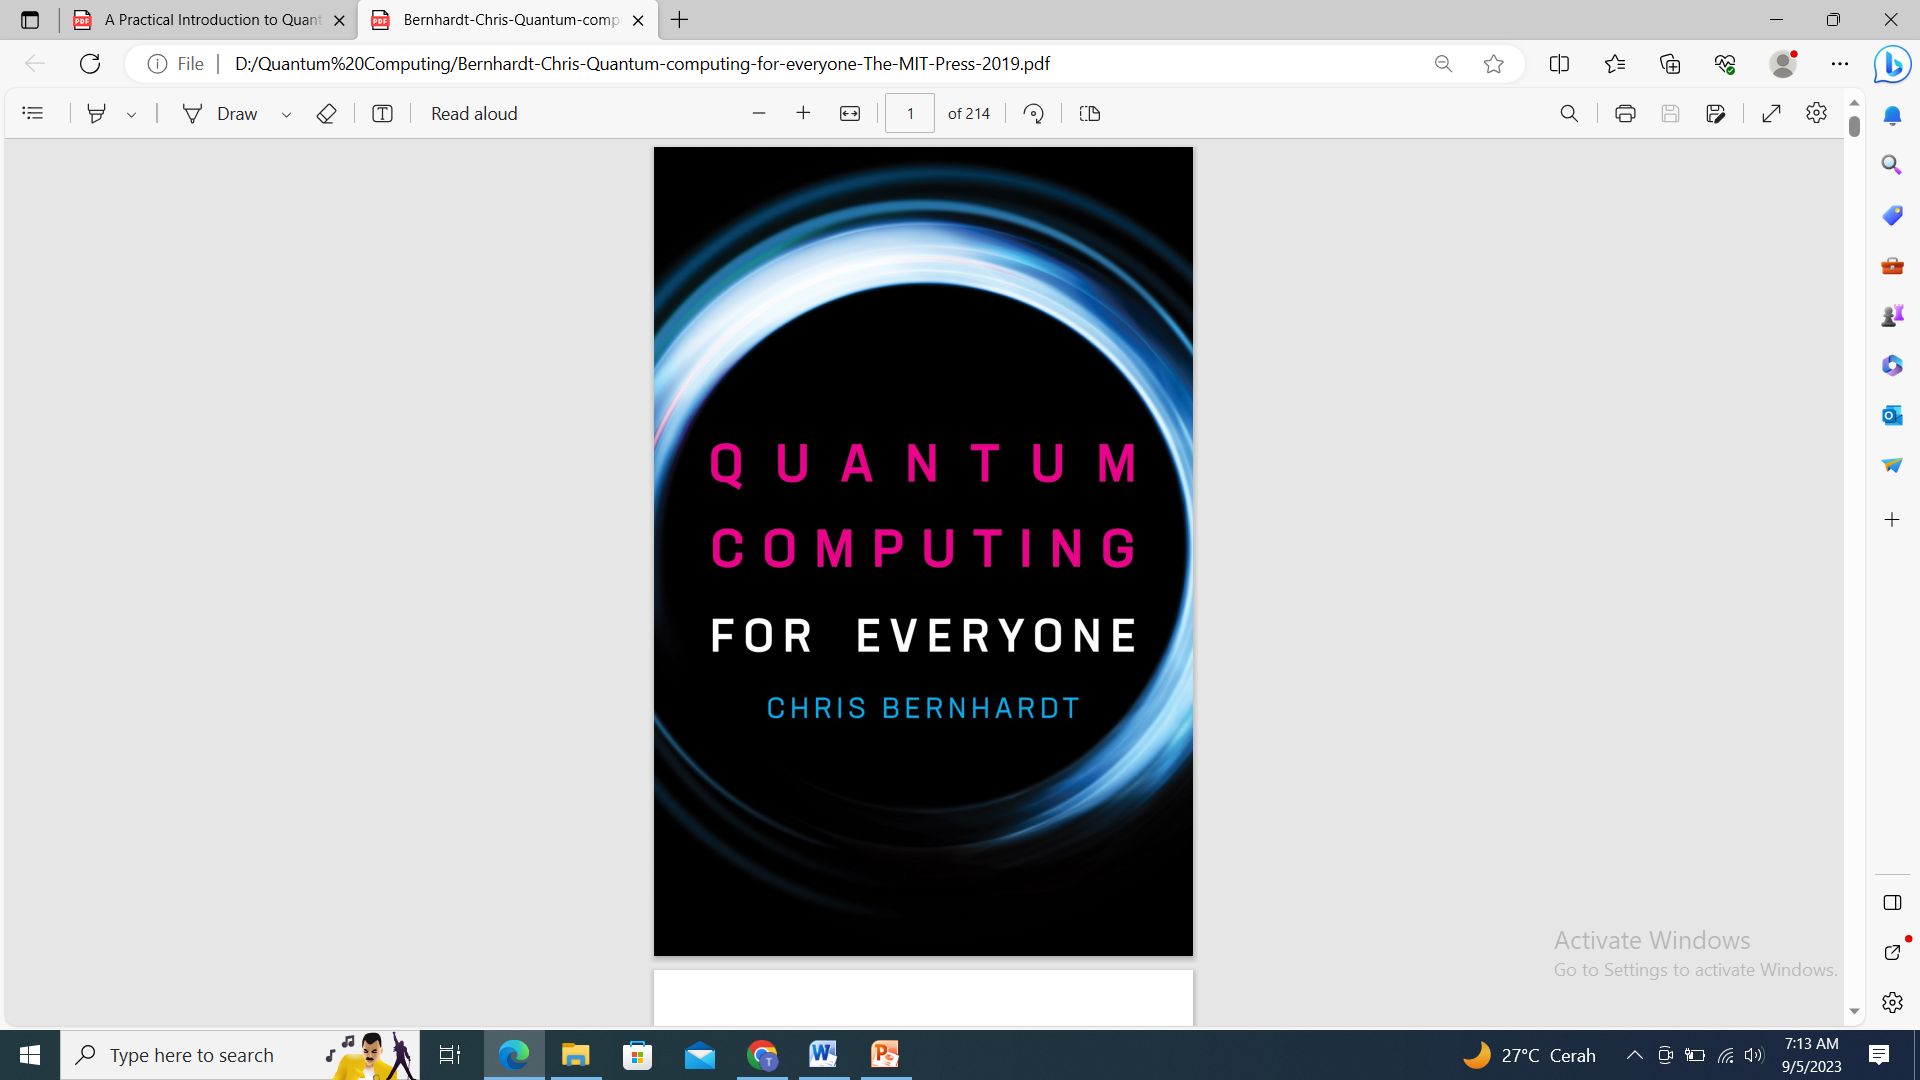 A Practical Introduction to Quant
Bernhardt-Chris-Quantum-comp
File
D:/Quantum%20Computing/Bernhardt-Chris-Quantum-computing-for-everyone-The-MIT-Press-2019.pdf
Draw
Read aloud
1
of 214
QUANTUM
COMPUTING
FOR EVERYONE
CHRIS BERNHARDT
Activate Windows
Go to Settings to activate Windows.
Type here to search
27°C Cerah
7:13 AM
9/5/2023